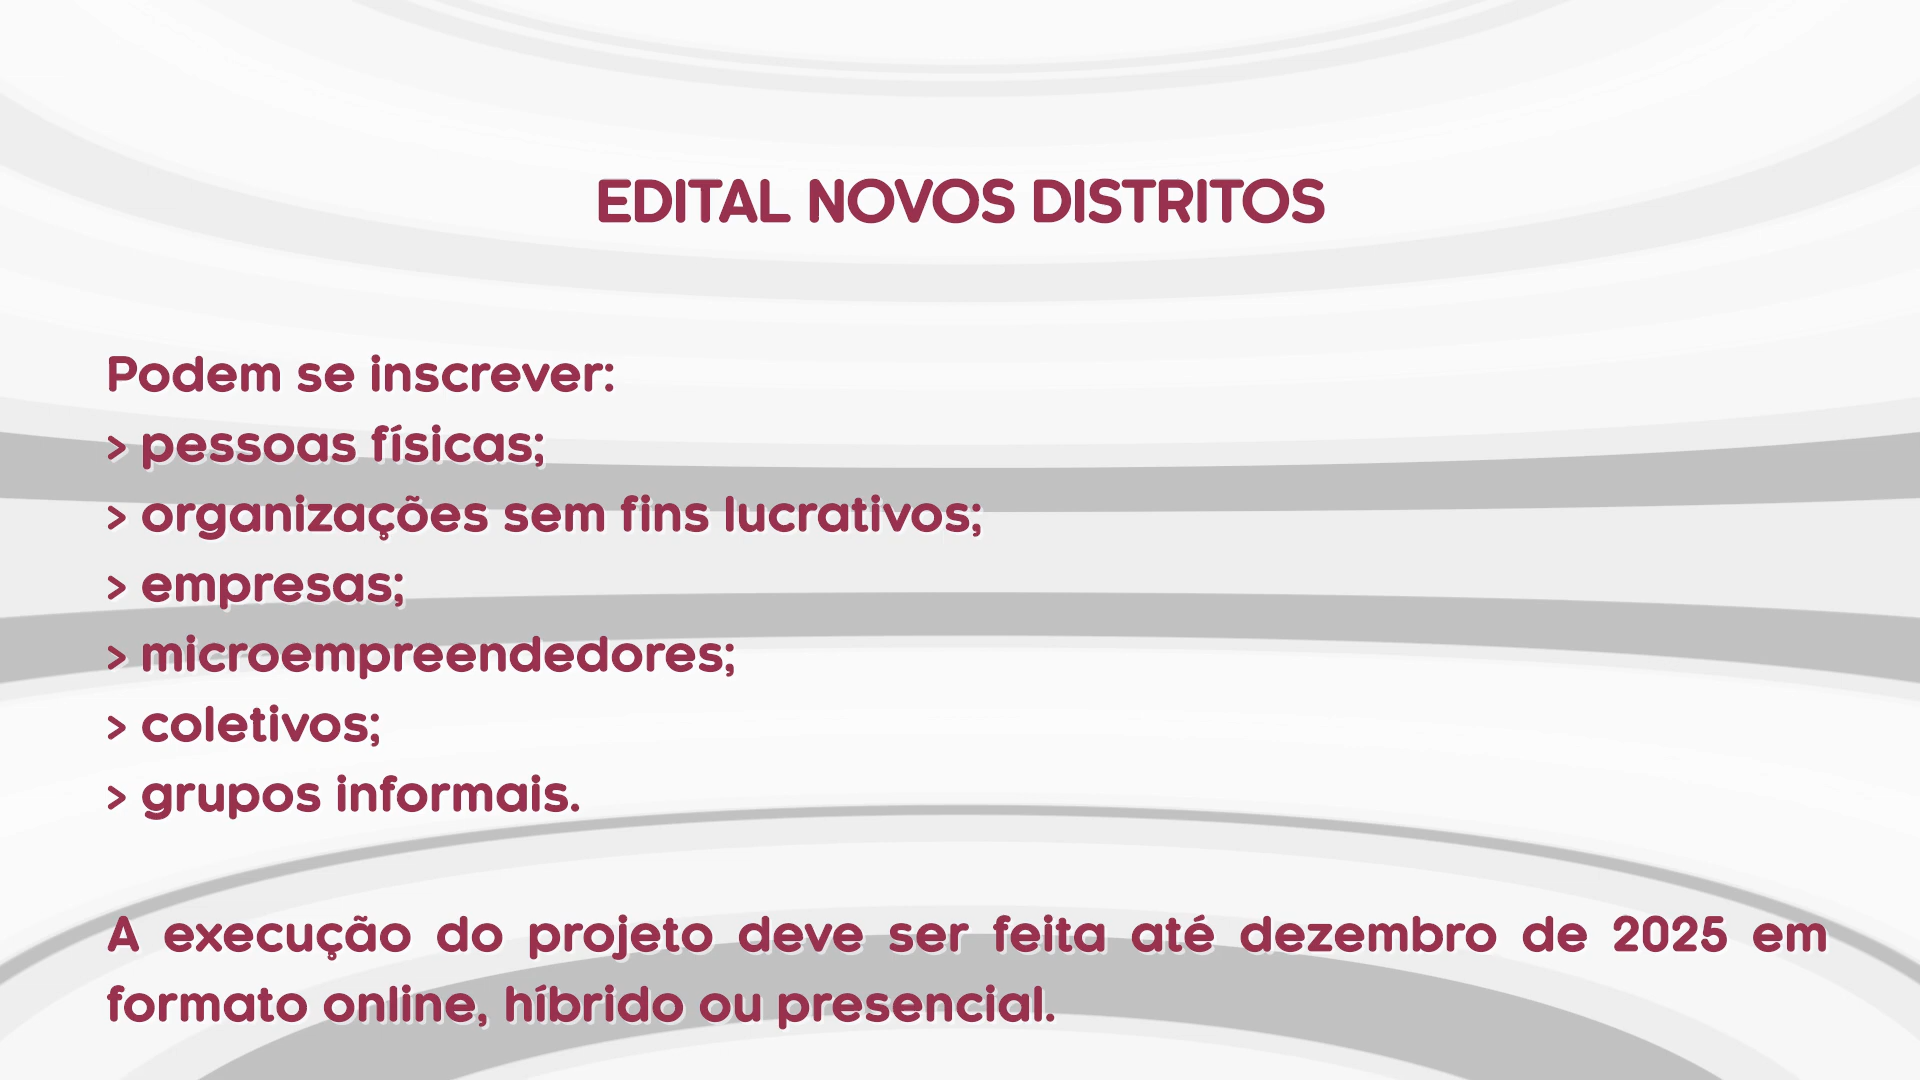 EDITAL NOVOS DISTRITOS
Podem se inscrever:
> pessoas físicas;
> organizações sem fins lucrativos;
> empresas;
> microempreendedores;
> coletivos;
> grupos informais.
A execução do projeto deve ser feita até dezembro de 2025 em
formato online, híbrido ou presencial.